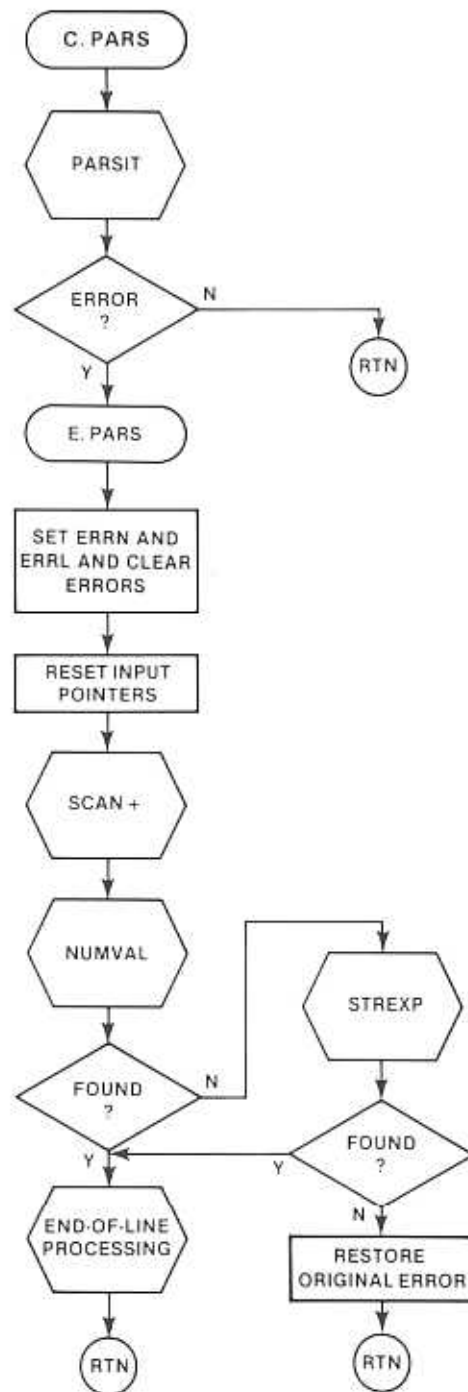 C. PARS
PARSIT
ERROR
?
N
RTN
Y
E. PARS
SET ERRN AND
ERRL AND CLEAR
ERRORS
RESET INPUT
POINTERS
SCAN +
NUMVAL
STREXP
FOUND
?
N
FOUND
?
Y
Y
N
END-OF-LINE
PROCESSING
RESTORE
ORIGINAL ERROR
RTN
RTN